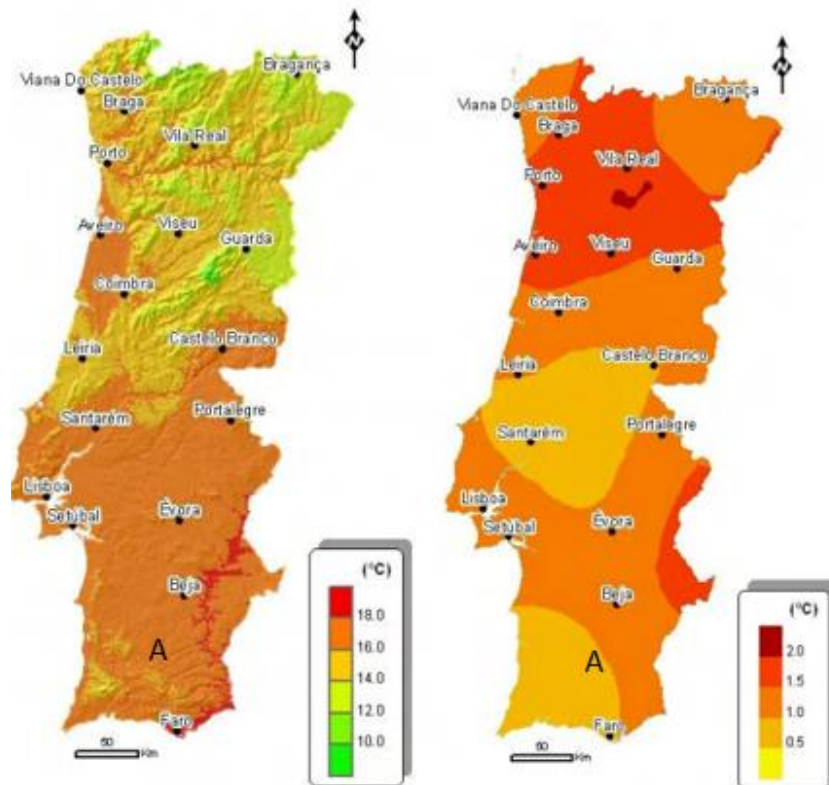 N
Bragança
Viana Do Castelo
Braga
Vila Real
Porto
Aveiro
Viseu
Guarda
Coimbra
Castelo Branco
Leiria
Portalegre
Santarém
Lisboa
Setúbal
Évora
Beja
A
Faro
50
Km
(°C)
18.0
16.0
14.0
12.0
10.0
N
Bragança
Viana Do Castelo
Braga
Vila Real
Porto
Aveiro
Viseu
Guarda
Coimbra
Castelo Branco
Leiria
Portalegre
Santarém
Lisboa
Setúbal
Évora
Beja
A
Faro
50
Km
(°C)
2.0
1.5
1.0
0.5